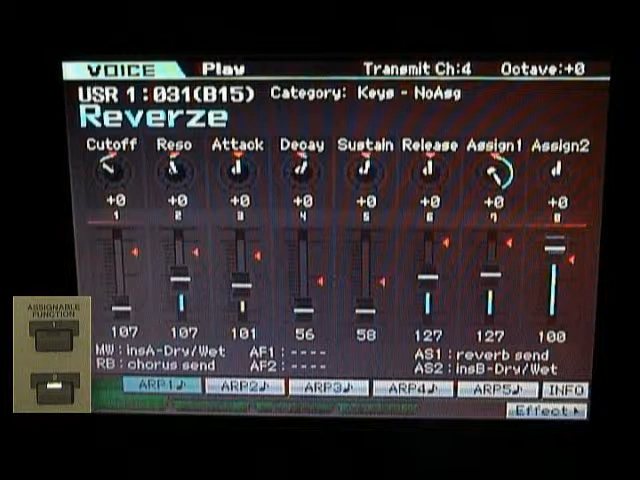 VOICE Play Transmit Ch:4 Octave:+0
USR 1:031(B15) Category: Keys - NoAsg
Reverze
Cutoff Reso Attack Decay Sustain Release Assign1 Assign2
+0 +0 +0 +0 +0 +0 +0 +0
1 2 3 4 5 6 7 8
107 107 101 56 58 127 127 100
MW:insA-Dry/Wet AF1:---- AS1:reverb send
RB:chorus send AF2:---- AS2:insB-Dry/Wet
ARP1♪ ARP2♪ ARP3♪ ARP4♪ ARP5♪ INFO
Effect
ASSIGNABLE
FUNCTION